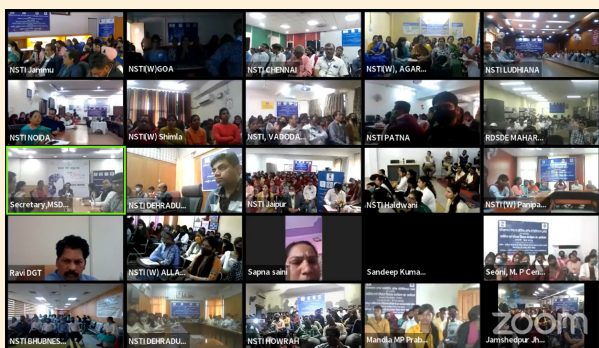 NSTI Jammu
NSTI(W)GOA
NSTI CHENNAI
NSTI(W), AGAR...
NSTI LUDHIANA
NSTI NOIDA
NSTI(W) Shimla
NSTI, VADODA...
NSTI PATNA
RDSDE MAHAR...
Secretary,MSD...
NSTI DEHRADU...
NSTI Jaipur
NSTI Haldwani
NSTI (W) Panipa...
Ravi DGT
NSTI(W) ALLA...
Sapna saini
Sandeep Kuma...
Seoni, M. P Cen...
NSTI BHUBNES...
NSTI DEHRADU...
NSTI HOWRAH
Mandla MP Prab...
Jamshedpur Jh...
zoom